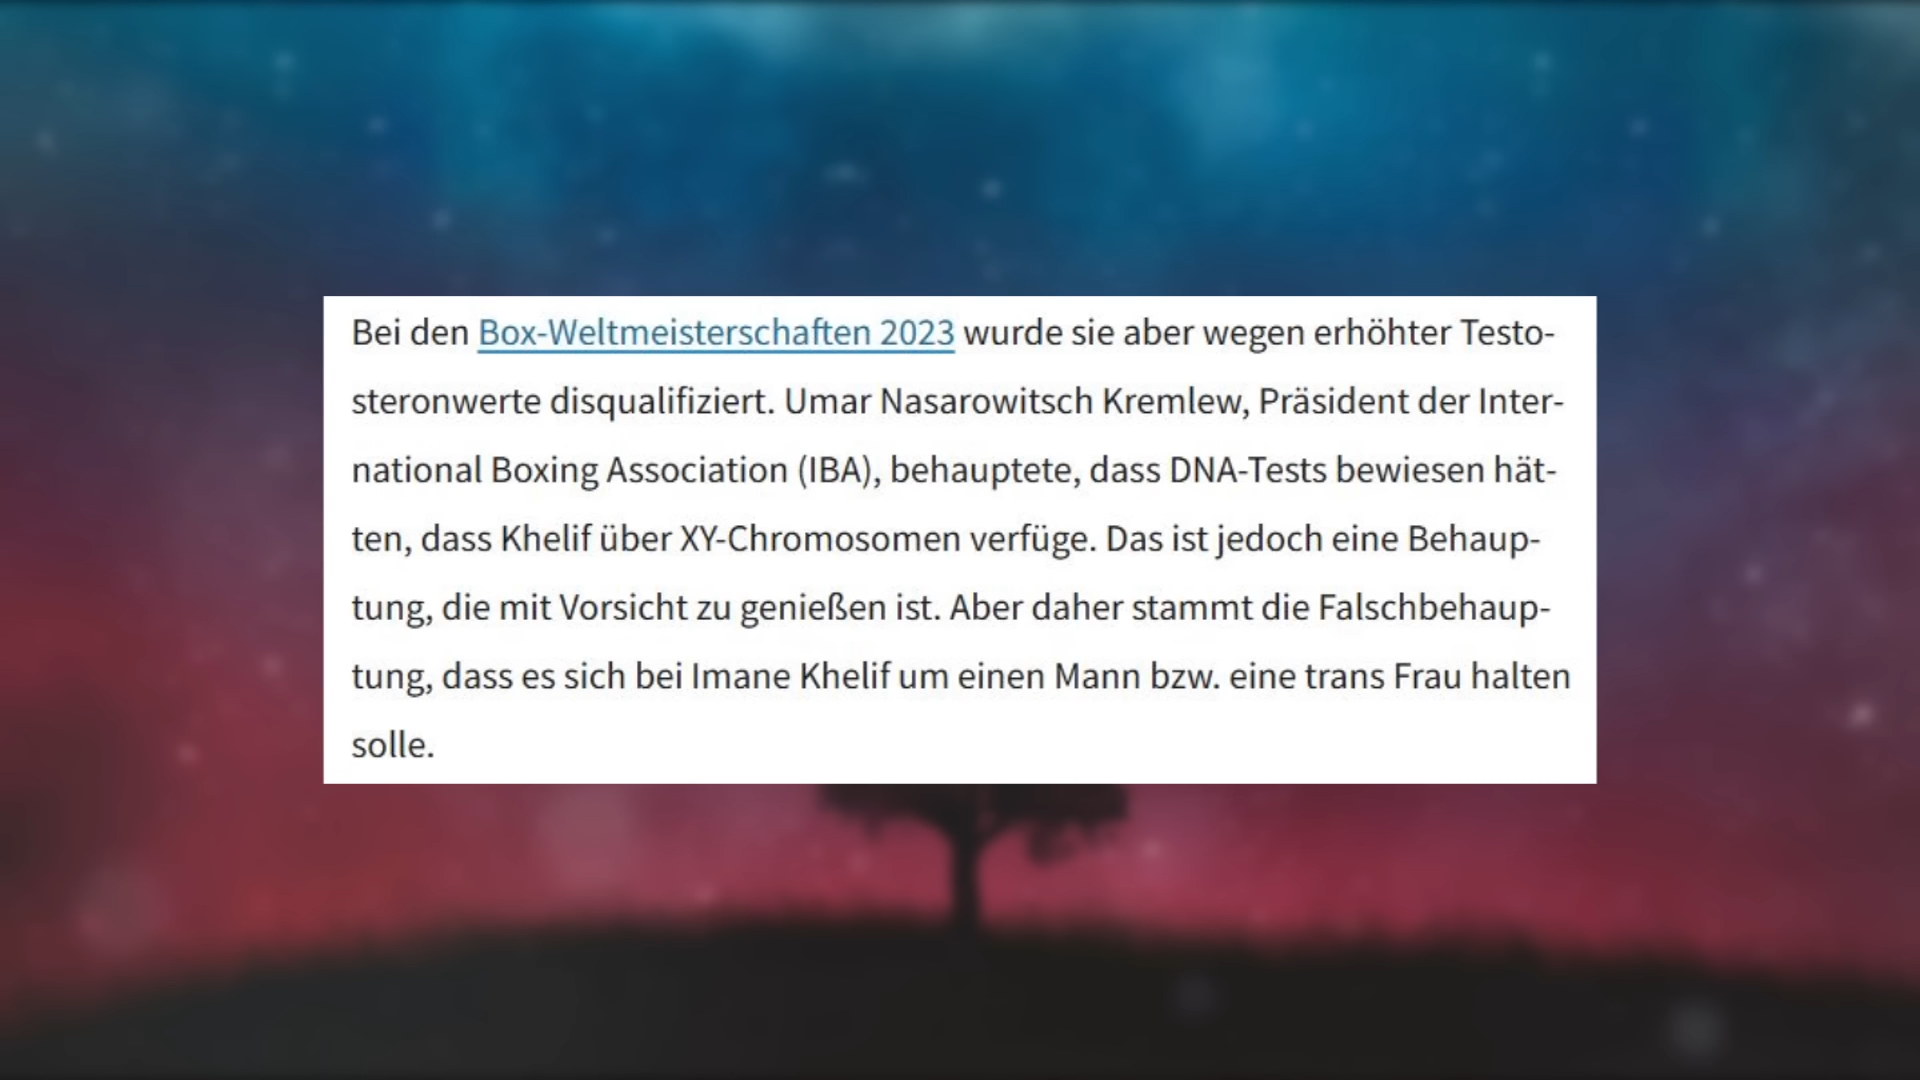 Bei den Box-Weltmeisterschaften 2023 wurde sie aber wegen erhöhter Testo-
steronwerte disqualifiziert. Umar Nasarowitsch Kremlew, Präsident der Inter-
national Boxing Association (IBA), behauptete, dass DNA-Tests bewiesen hät-
ten, dass Khelif über XY-Chromosomen verfüge. Das ist jedoch eine Behaup-
tung, die mit Vorsicht zu genießen ist. Aber daher stammt die Falschbehaup-
tung, dass es sich bei Imane Khelif um einen Mann bzw. eine trans Frau halten
solle.